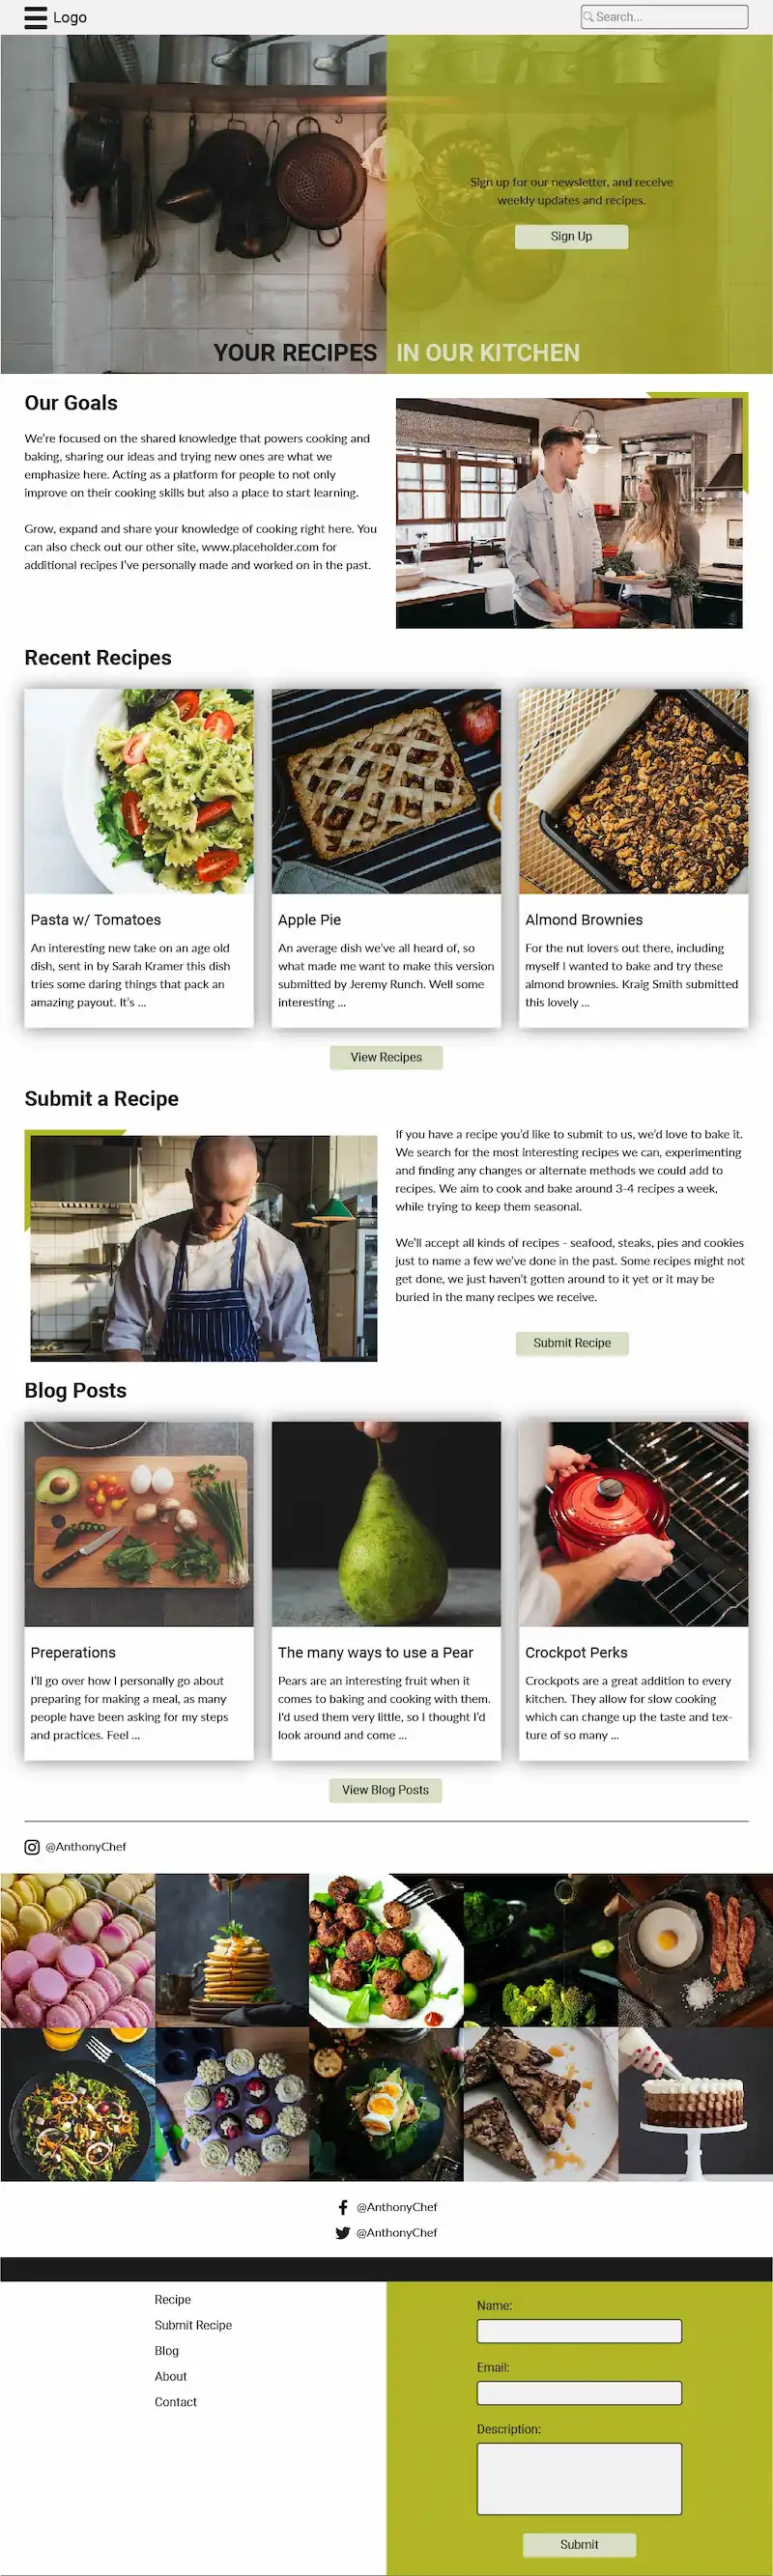 Logo
Search...
Sign up for our newsletter, and receive
weekly updates and recipes.
Sign Up
YOUR RECIPES IN OUR KITCHEN
Our Goals
We're focused on the shared knowledge that powers cooking and
baking, sharing our ideas and trying new ones are what we
emphasize here. Acting as a platform for people to not only
improve on their cooking skills but also a place to start learning.
Grow, expand and share your knowledge of cooking right here. You
can also check out our other site, www.placeholder.com for
additional recipes I've personally made and worked on in the past.
Recent Recipes
Pasta w/ Tomatoes
An interesting new take on an age old
dish, sent in by Sarah Kramer this dish
tries some daring things that pack an
amazing payout. It's ...
Apple Pie
An average dish we've all heard of, so
what made me want to make this version
submitted by Jeremy Runch. Well some
interesting ...
Almond Brownies
For the nut lovers out there, including
myself I wanted to bake and try these
almond brownies. Kraig Smith submitted
this lovely ...
View Recipes
Submit a Recipe
If you have a recipe you'd like to submit to us, we'd love to bake it.
We search for the most interesting recipes we can, experimenting
and finding any changes or alternate methods we could add to
recipes. We aim to cook and bake around 3-4 recipes a week,
while trying to keep them seasonal.
We'll accept all kinds of recipes - seafood, steaks, pies and cookies
just to name a few we've done in the past. Some recipes might not
get done, we just haven't gotten around to it yet or it may be
buried in the many recipes we receive.
Submit Recipe
Blog Posts
Preperations
I'll go over how I personally go about
preparing for making a meal, as many
people have been asking for my steps
and practices. Feel ...
The many ways to use a Pear
Pears are an interesting fruit when it
comes to baking and cooking with them.
I'd used them very little, so I thought I'd
look around and come ...
Crockpot Perks
Crockpots are a great addition to every
kitchen. They allow for slow cooking
which can change up the taste and tex-
ture of so many ...
View Blog Posts
@AnthonyChef
@AnthonyChef
@AnthonyChef
Recipe
Submit Recipe
Blog
About
Contact
Name:
Email:
Description:
Submit